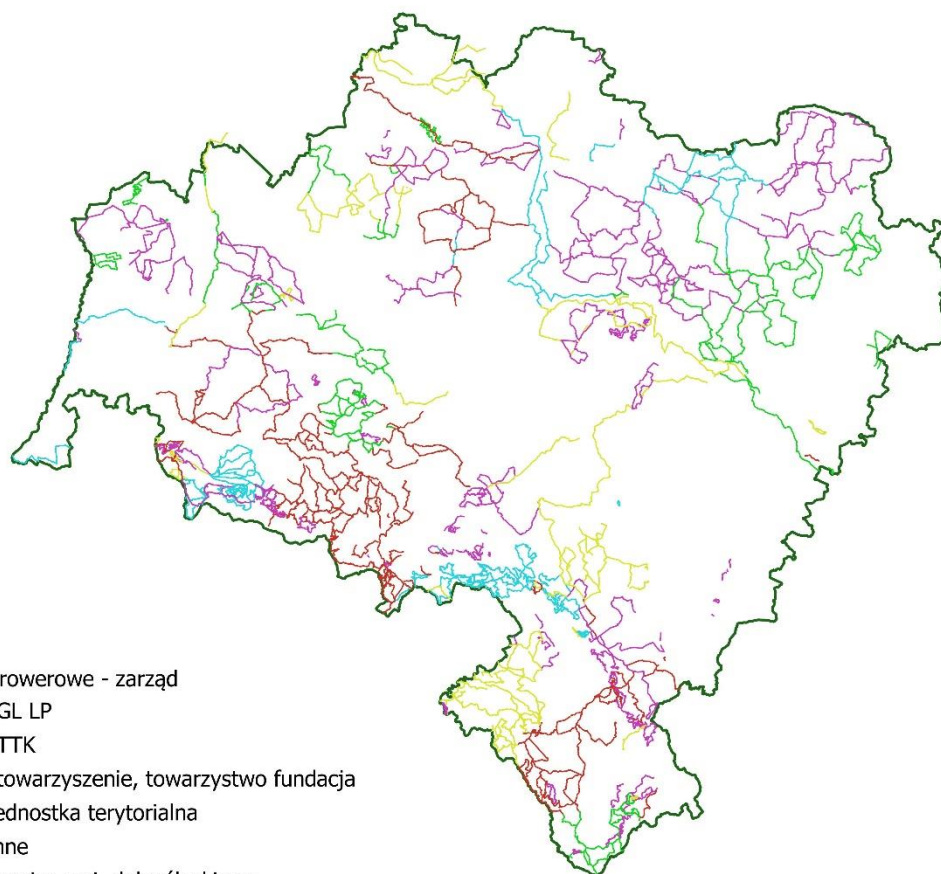 rowerowe - zarząd
GL LP
TTK
towarzyszenie, towarzystwo fundacja
ednostka terytorialna
nne